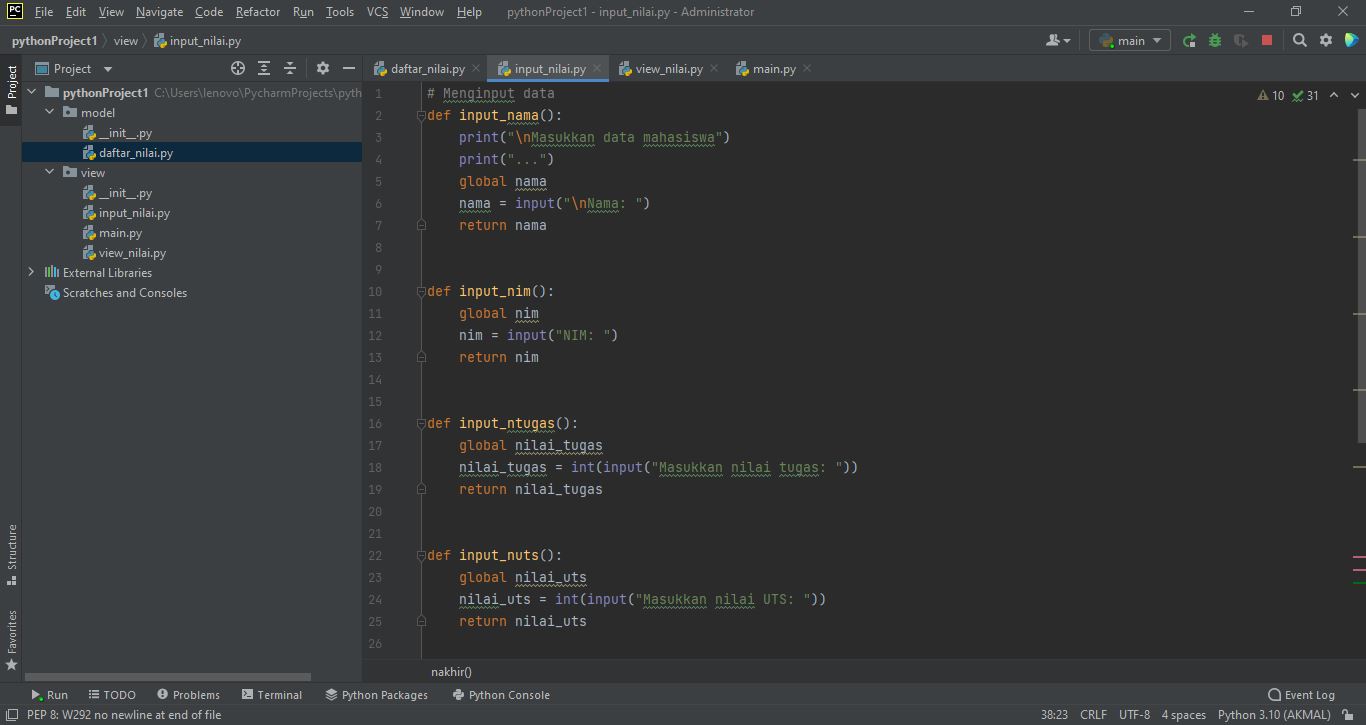 PC File Edit View Navigate Code Refactor Run Tools VCS Window Help pythonProject1 - input_nilai.py - Administrator
pythonProject1 view input_nilai.py main
Project
Project daftar_nilai.py input_nilai.py view_nilai.py main.py
pythonProject1 C:\Users\lenovo\PycharmProjects\pyth
model
__init__.py
daftar_nilai.py
view
__init__.py
input_nilai.py
main.py
view_nilai.py
External Libraries
Scratches and Consoles
Structure
Favorites
10 31
1 # Menginput data
2 def input_nama():
3     print("\nMasukkan data mahasiswa")
4     print("...")
5     global nama
6     nama = input("\nNama: ")
7     return nama
8
9
10 def input_nim():
11     global nim
12     nim = input("NIM: ")
13     return nim
14
15
16 def input_ntugas():
17     global nilai_tugas
18     nilai_tugas = int(input("Masukkan nilai tugas: "))
19     return nilai_tugas
20
21
22 def input_nuts():
23     global nilai_uts
24     nilai_uts = int(input("Masukkan nilai UTS: "))
25     return nilai_uts
26
nakhir()
Run TODO Problems Terminal Python Packages Python Console Event Log
PEP 8: W292 no newline at end of file 38:23 CRLF UTF-8 4 spaces Python 3.10 (AKMAL)